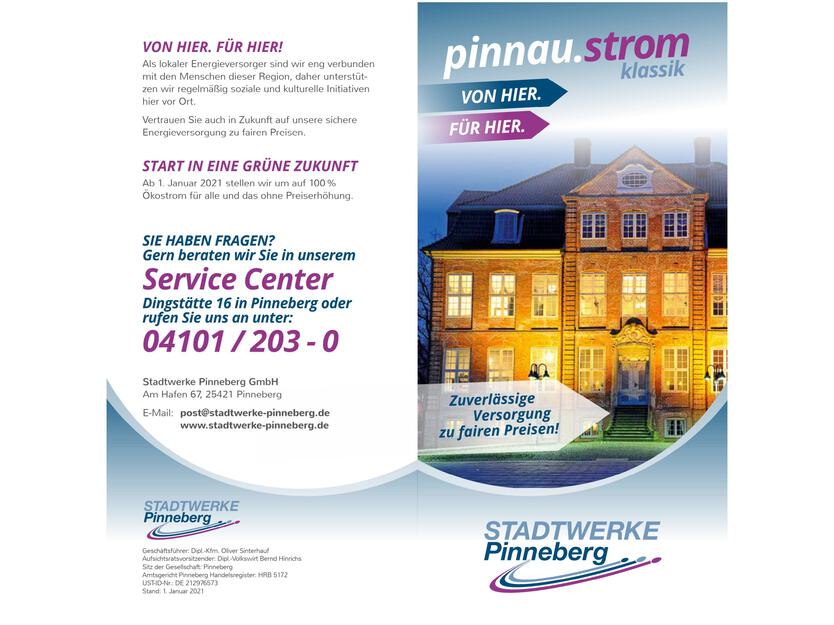 VON HIER. FÜR HIER!
Als lokaler Energieversorger sind wir eng verbunden
mit den Menschen dieser Region, daher unterstüt-
zen wir regelmäßig soziale und kulturelle Initiativen
hier vor Ort.
Vertrauen Sie auch in Zukunft auf unsere sichere
Energieversorgung zu fairen Preisen.
START IN EINE GRÜNE ZUKUNFT
Ab 1. Januar 2021 stellen wir um auf 100 %
Ökostrom für alle und das ohne Preiserhöhung.
SIE HABEN FRAGEN?
Gern beraten wir Sie in unserem
Service Center
Dingstätte 16 in Pinneberg oder
rufen Sie uns an unter:
04101 / 203 - 0
Stadtwerke Pinneberg GmbH
Am Hafen 67, 25421 Pinneberg
E-Mail: post@stadtwerke-pinneberg.de
www.stadtwerke-pinneberg.de
STADTWERKE
Pinneberg
Geschäftsführer: Dipl.-Kfm. Oliver Sinterhauf
Aufsichtsratsvorsitzender: Dipl.-Volkswirt Bernd Hinrichs
Sitz der Gesellschaft: Pinneberg
Amtsgericht Pinneberg Handelsregister: HRB 5172
UST-ID-Nr.: DE 212976573
Stand: 1. Januar 2021
pinnau.strom
klassik
VON HIER.
FÜR HIER.
Zuverlässige
Versorgung
zu fairen Preisen!
STADTWERKE
Pinneberg